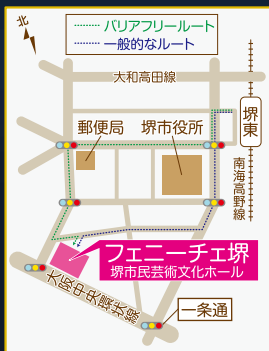 北
バリアフリールート
一般的なルート
大和高田線
堺東
郵便局
堺市役所
南海高野線
フェニーチェ堺
堺市民芸術文化ホール
大阪中央環状線
一条通